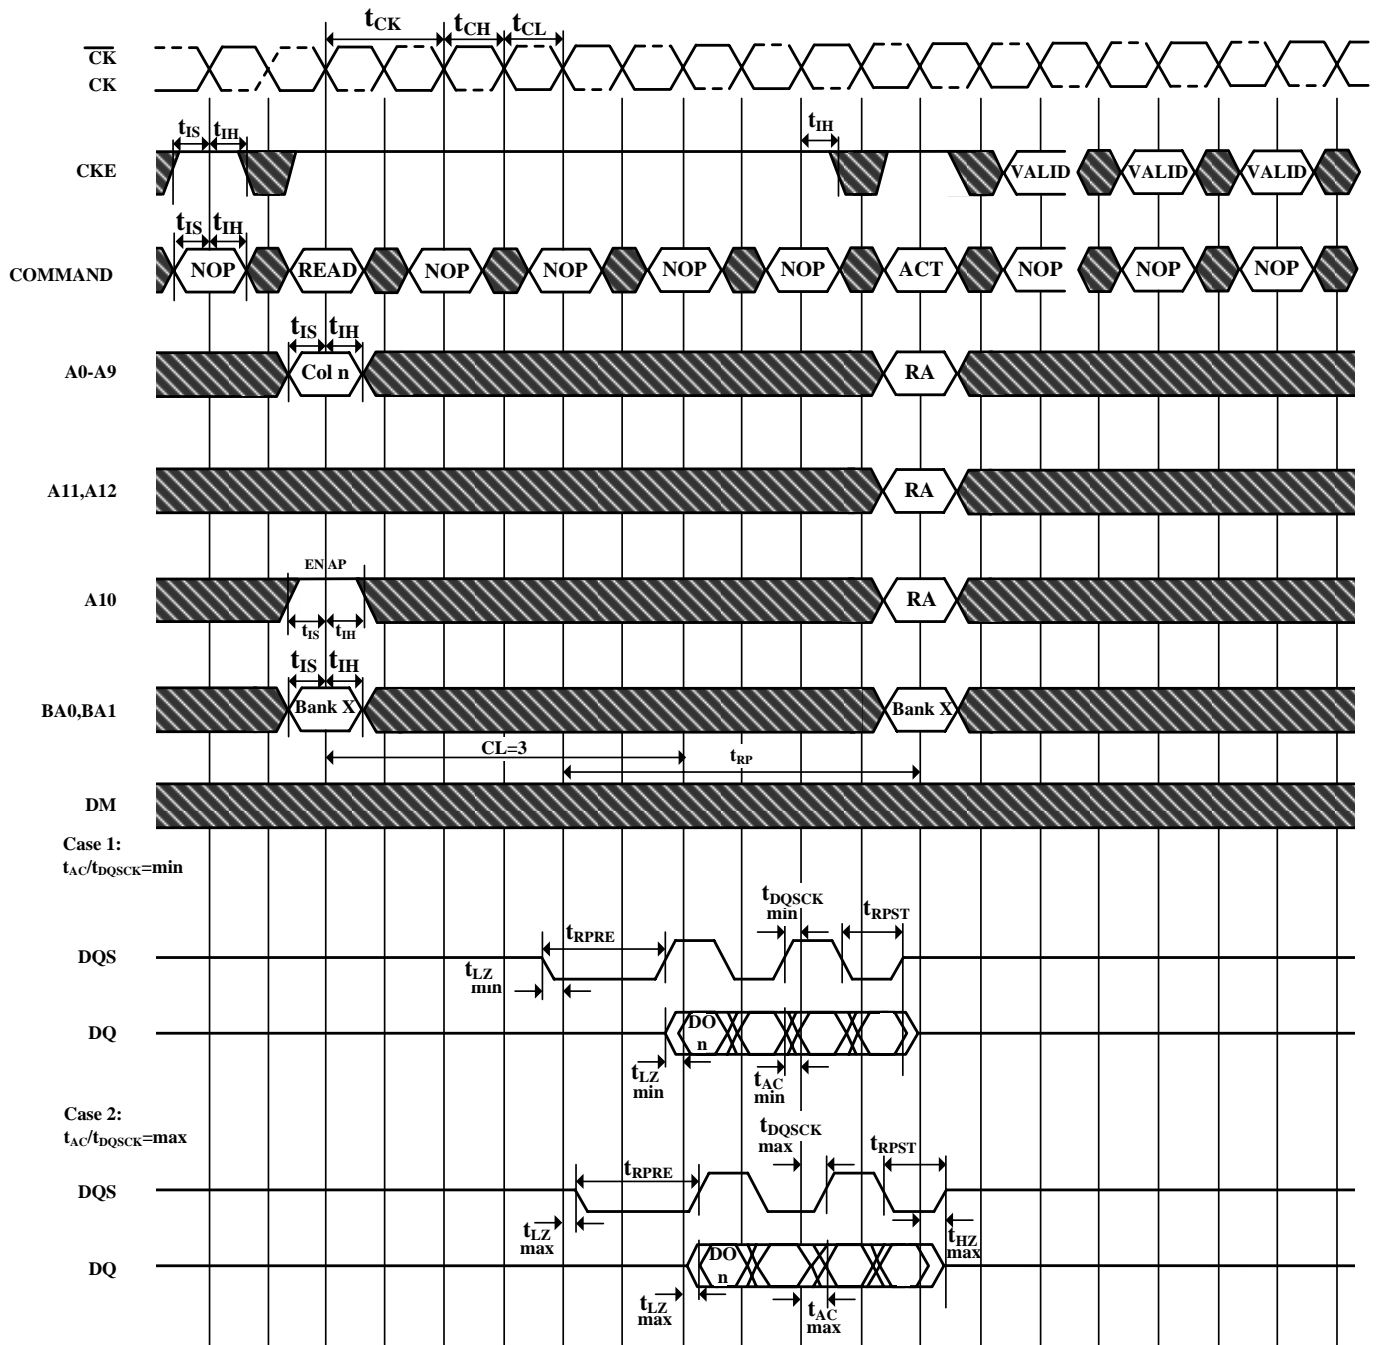 tCK tCH tCL
CK
CK
tIS tIH tIH
CKE VALID VALID VALID
tIS tIH
COMMAND NOP READ NOP NOP NOP NOP ACT NOP NOP NOP
tIS tIH
A0-A9 Col n RA
A11,A12 RA
EN AP
A10 RA
tIS tIH
tIS tIH
BA0,BA1 Bank X Bank X
CL=3
tRP
DM
Case 1:
tAC/tDQSCK=min
tDQSCK
min
tRPST
tRPRE
DQS
tLZ
min
DQ DO
n
tLZ
min
tAC
min
Case 2:
tAC/tDQSCK=max
tDQSCK
max
tRPST
tRPRE
DQS
tLZ
max
tHZ
max
DQ DO
n
tLZ
max
tAC
max